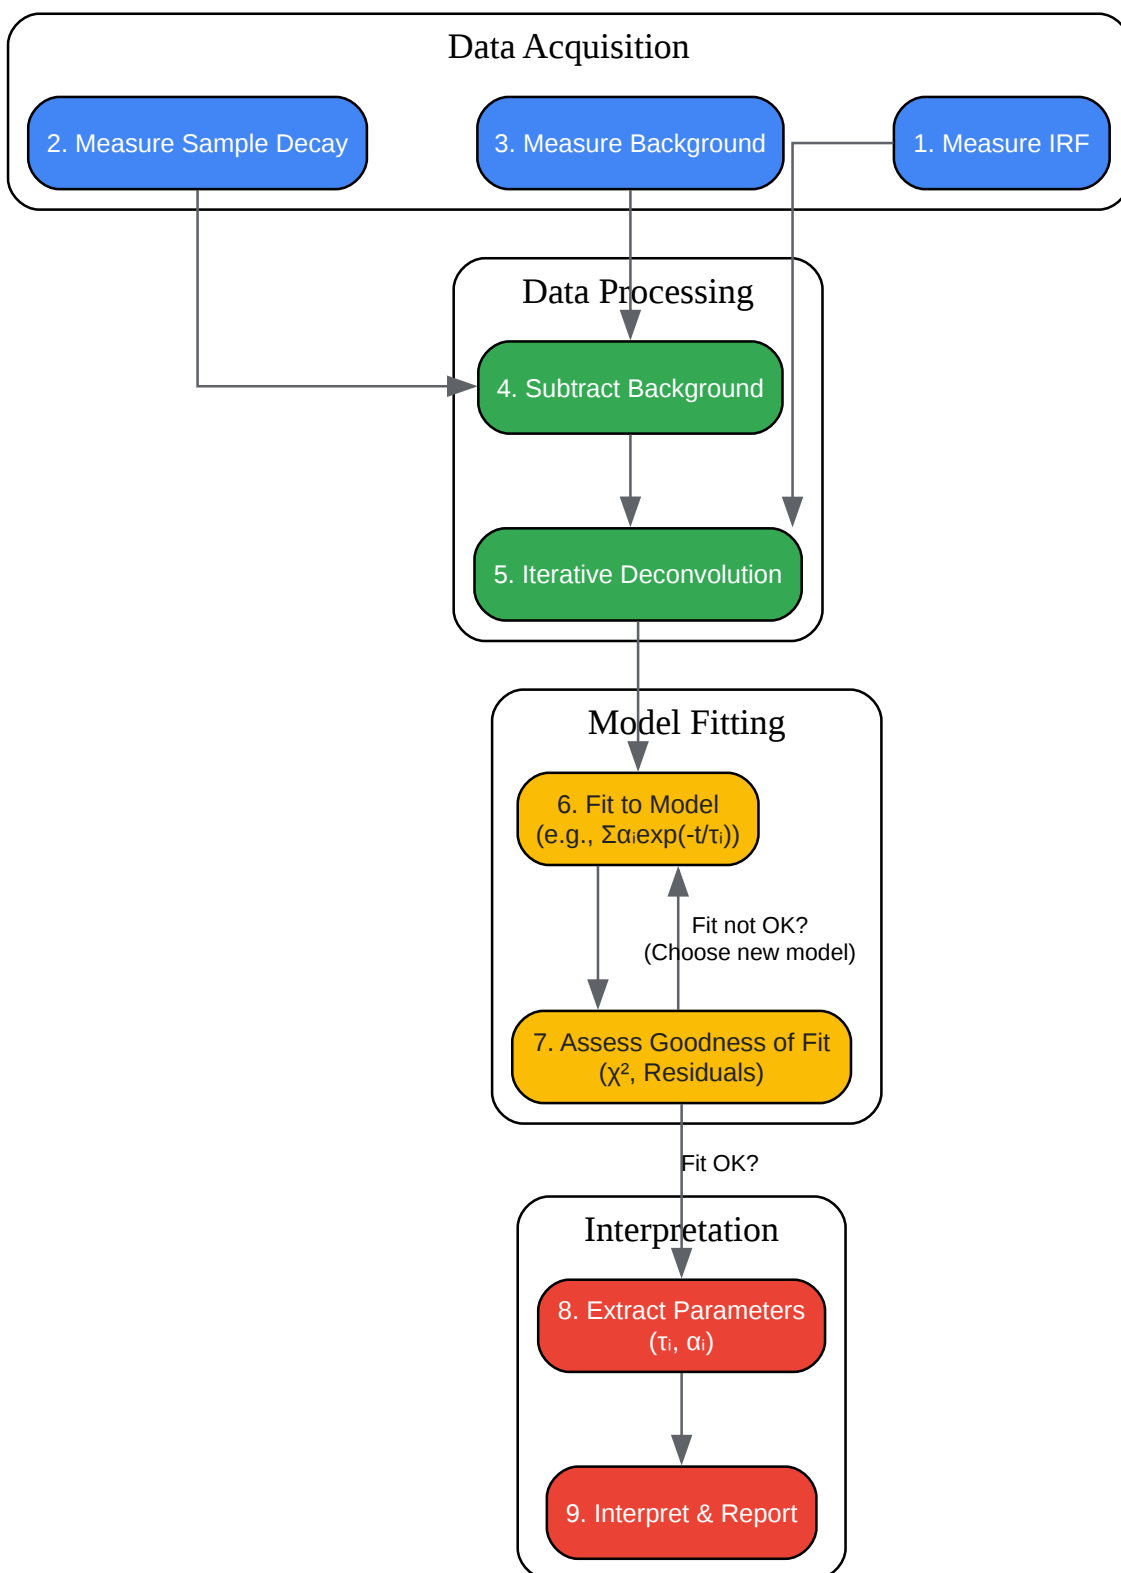 Data Acquisition
2. Measure Sample Decay
3. Measure Background
1. Measure IRF
Data Processing
4. Subtract Background
5. Iterative Deconvolution
Model Fitting
6. Fit to Model
(e.g., Σαᵢexp(-t/τᵢ))
Fit not OK?
(Choose new model)
7. Assess Goodness of Fit
(χ², Residuals)
Fit OK?
Interpretation
8. Extract Parameters
(τᵢ, αᵢ)
9. Interpret & Report